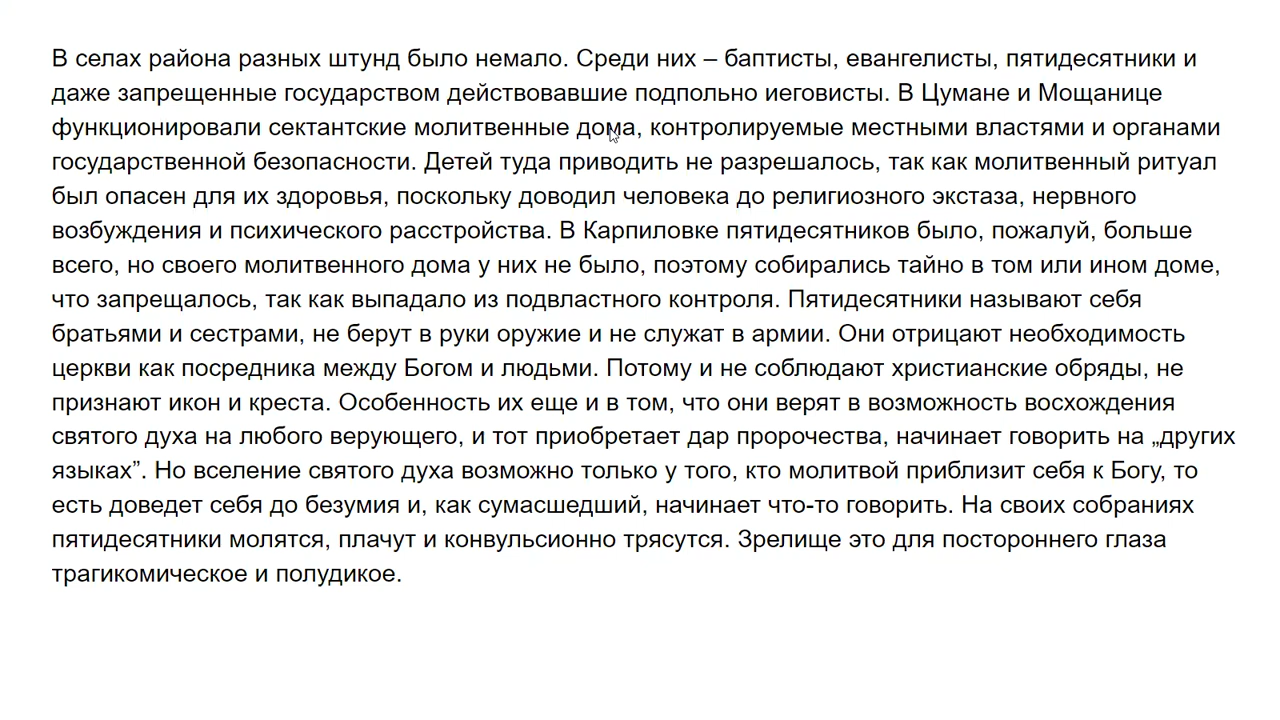 В селах района разных штунд было немало. Среди них – баптисты, евангелисты, пятидесятники и
даже запрещенные государством действовавшие подпольно иеговисты. В Цумане и Мощанице
функционировали сектантские молитвенные дома, контролируемые местными властями и органами
государственной безопасности. Детей туда приводить не разрешалось, так как молитвенный ритуал
был опасен для их здоровья, поскольку доводил человека до религиозного экстаза, нервного
возбуждения и психического расстройства. В Карпиловке пятидесятников было, пожалуй, больше
всего, но своего молитвенного дома у них не было, поэтому собирались тайно в том или ином доме,
что запрещалось, так как выпадало из подвластного контроля. Пятидесятники называют себя
братьями и сестрами, не берут в руки оружие и не служат в армии. Они отрицают необходимость
церкви как посредника между Богом и людьми. Потому и не соблюдают христианские обряды, не
признают икон и креста. Особенность их еще и в том, что они верят в возможность восхождения
святого духа на любого верующего, и тот приобретает дар пророчества, начинает говорить на „других
языках”. Но вселение святого духа возможно только у того, кто молитвой приблизит себя к Богу, то
есть доведет себя до безумия и, как сумасшедший, начинает что-то говорить. На своих собраниях
пятидесятники молятся, плачут и конвульсионно трясутся. Зрелище это для постороннего глаза
трагикомическое и полудикое.